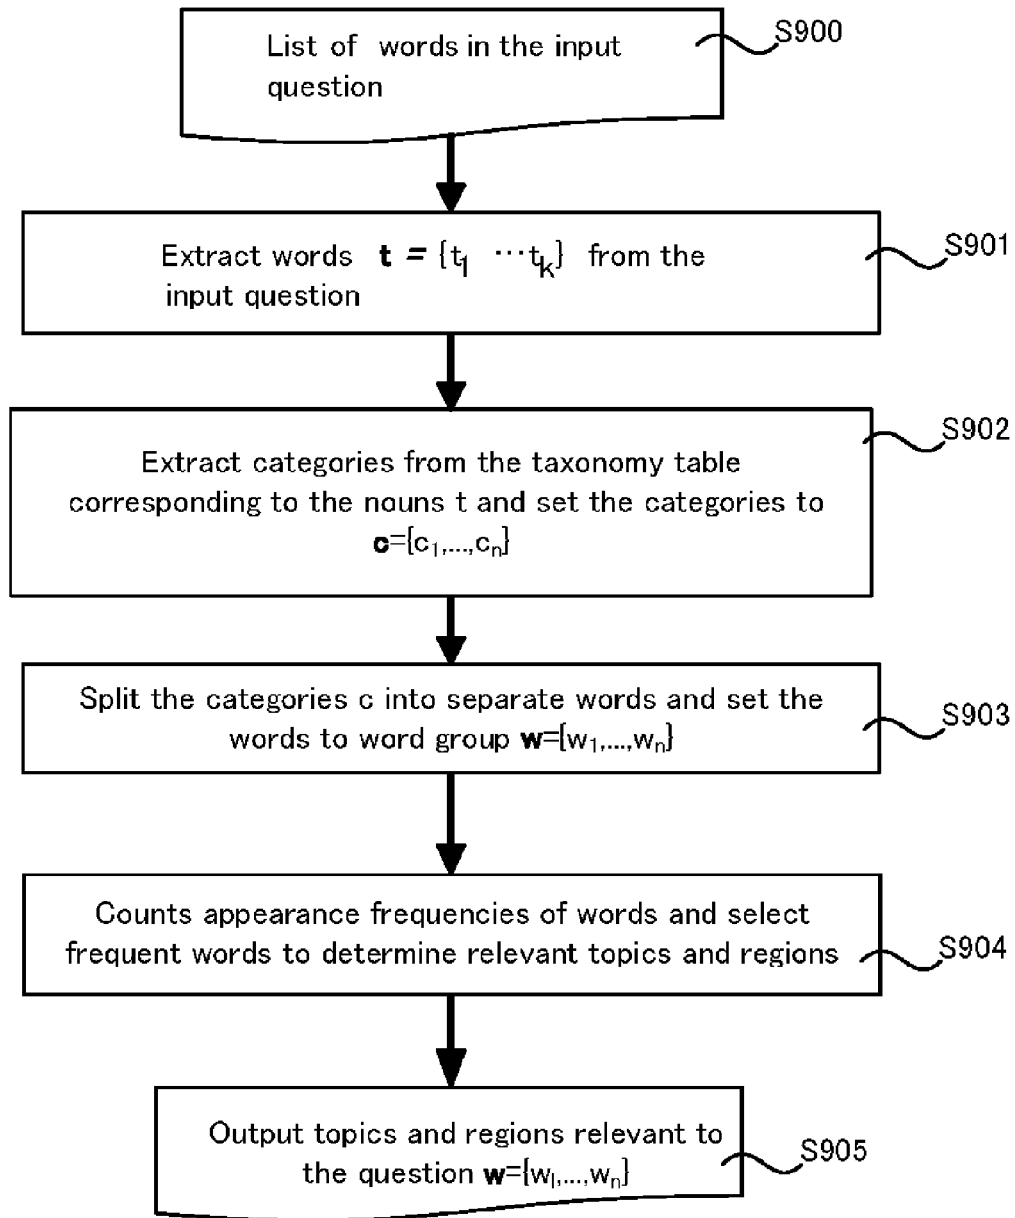 List of words in the input
question
S900
Extract words t = {t1 ···tk} from the
input question
S901
Extract categories from the taxonomy table
corresponding to the nouns t and set the categories to
c={c1,...,cn}
S902
Split the categories c into separate words and set the
words to word group w={w1,...,wn}
S903
Counts appearance frequencies of words and select
frequent words to determine relevant topics and regions
S904
Output topics and regions relevant to
the question w={wl,...,wn}
S905